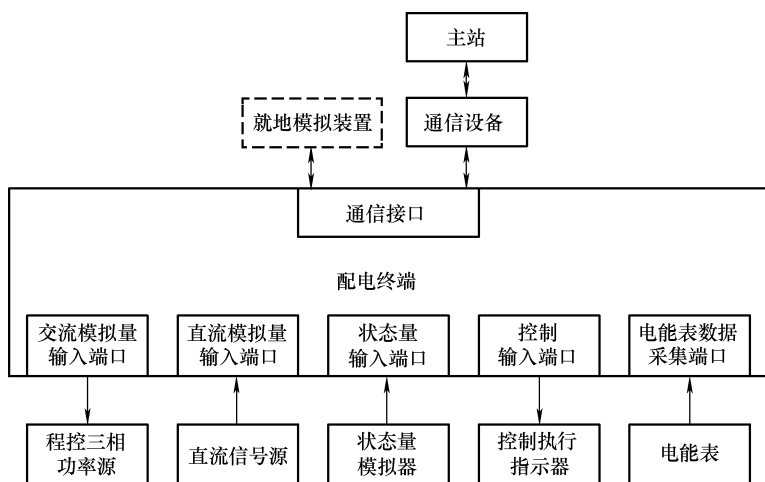 主站
就地模拟装置
通信设备
通信接口
配电终端
交流模拟量
输入端口
直流模拟量
输入端口
状态量
输入端口
控制
输入端口
电能表数据
采集端口
程控三相
功率源
直流信号源
状态量
模拟器
控制执行
指示器
电能表